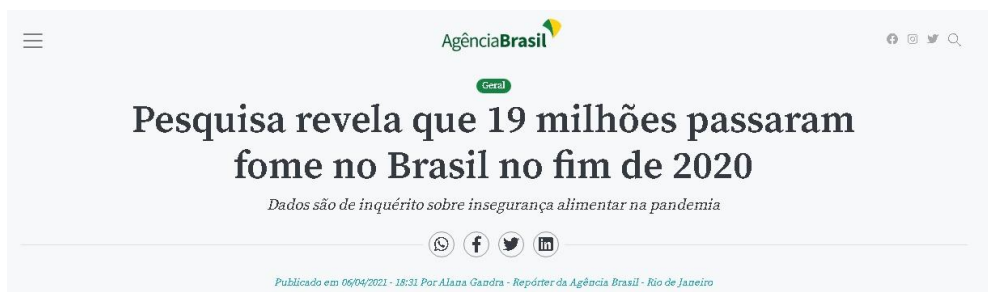 AgênciaBrasil
Geral
Pesquisa revela que 19 milhões passaram
fome no Brasil no fim de 2020
Dados são de inquérito sobre insegurança alimentar na pandemia
Publicado em 06/04/2021 - 18:31 Por Alana Gandra - Repórter da Agência Brasil - Rio de Janeiro